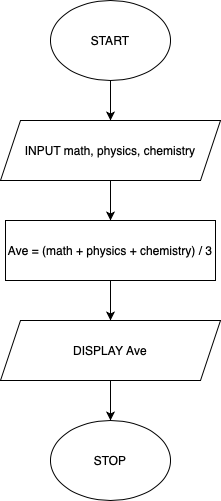 START
INPUT math, physics, chemistry
Ave = (math + physics + chemistry) / 3
DISPLAY Ave
STOP